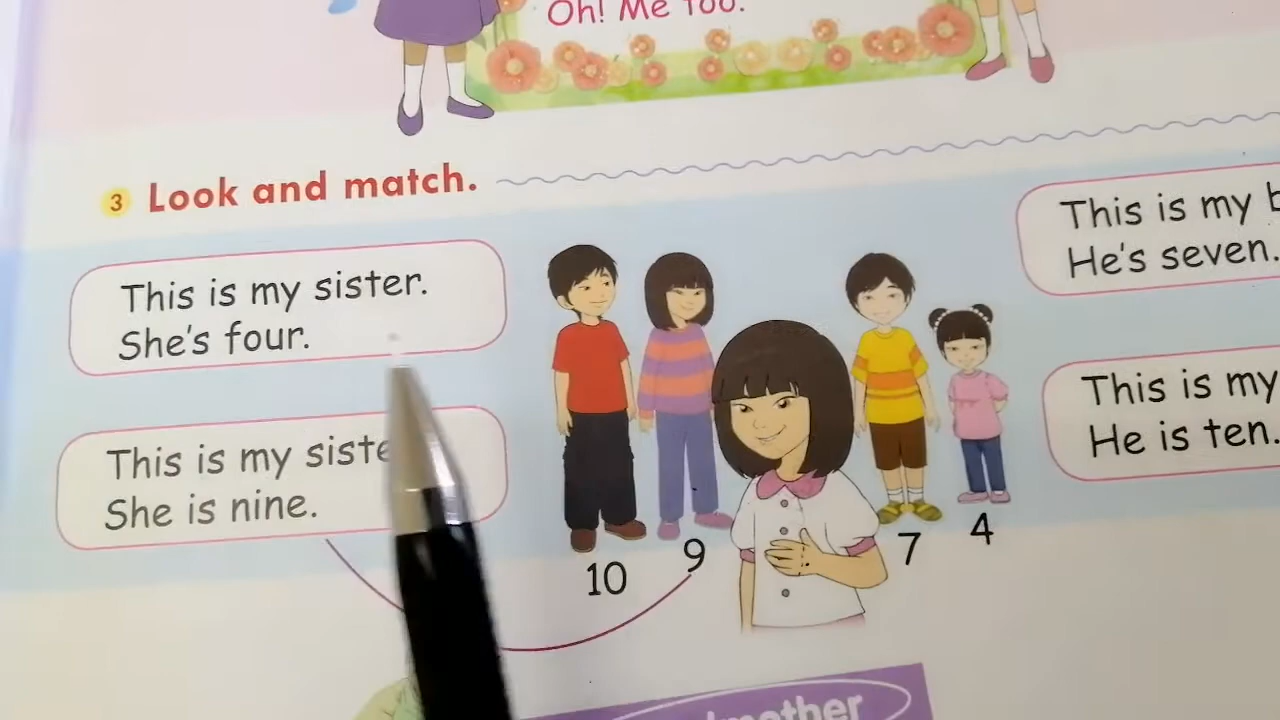 Oh! Me too.
3 Look and match.
This is my sister.
She's four.
This is my
She is nine.
This is my
He's seven.
This is my
He is ten.
10
9
7
4